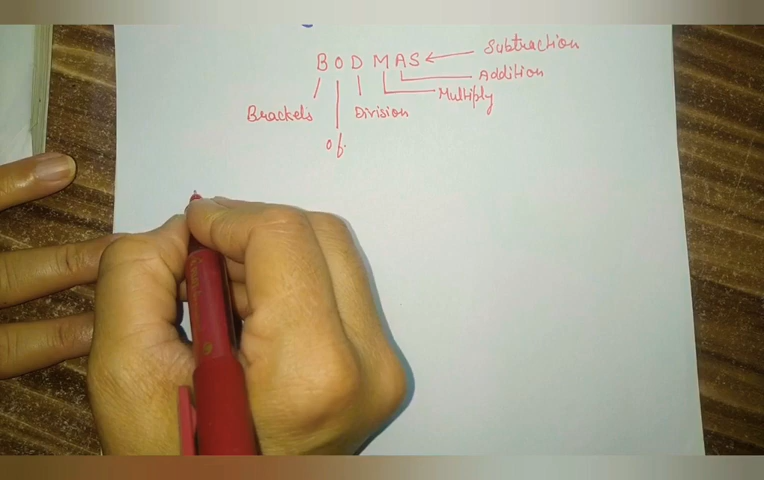 BODMAS Subtraction
Addition
Multiply
Brackets Division
of